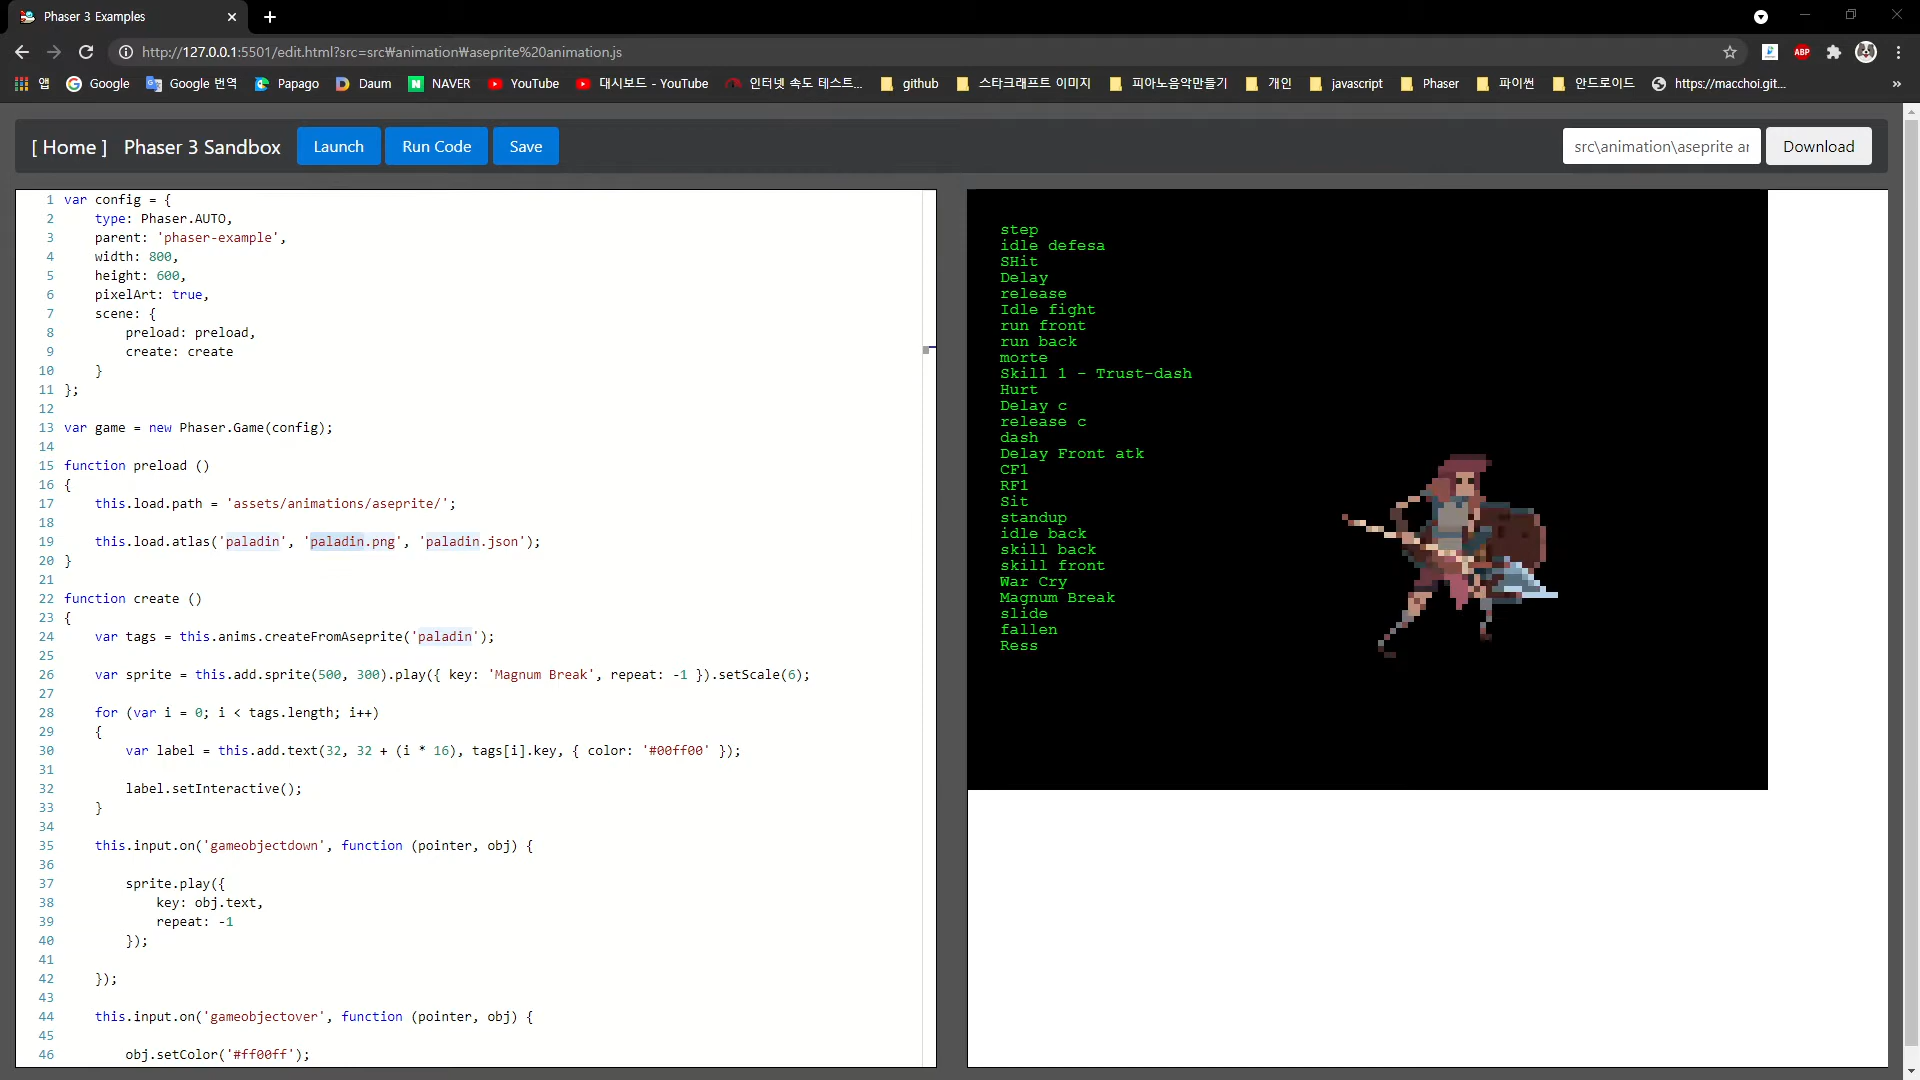 Phaser 3 Examples
http://127.0.0.1:5501/edit.html?src=src₩animation₩aseprite%20animation.js
ABP
앱 Google Google 번역 Papago Daum NAVER YouTube 대시보드 - YouTube 인터넷 속도 테스트... github 스타크래프트 이미지 피아노음악만들기 개인 javascript Phaser 파이썬 안드로이드 https://macchoi.git... »
[ Home ] Phaser 3 Sandbox Launch Run Code Save src\animation\aseprite ar Download
1 var config = {
2 type: Phaser.AUTO,
3 parent: 'phaser-example',
4 width: 800,
5 height: 600,
6 pixelArt: true,
7 scene: {
8 preload: preload,
9 create: create
10 }
11 };
12
13 var game = new Phaser.Game(config);
14
15 function preload ()
16 {
17 this.load.path = 'assets/animations/aseprite/';
18
19 this.load.atlas('paladin', 'paladin.png', 'paladin.json');
20 }
21
22 function create ()
23 {
24 var tags = this.anims.createFromAseprite('paladin');
25
26 var sprite = this.add.sprite(500, 300).play({ key: 'Magnum Break', repeat: -1 }).setScale(6);
27
28 for (var i = 0; i < tags.length; i++)
29 {
30 var label = this.add.text(32, 32 + (i * 16), tags[i].key, { color: '#00ff00' });
31
32 label.setInteractive();
33 }
34
35 this.input.on('gameobjectdown', function (pointer, obj) {
36
37 sprite.play({
38 key: obj.text,
39 repeat: -1
40 });
41
42 });
43
44 this.input.on('gameobjectover', function (pointer, obj) {
45
46 obj.setColor('#ff00ff');
step
idle defesa
SHit
Delay
release
Idle fight
run front
run back
morte
Skill 1 - Trust-dash
Hurt
Delay c
release c
dash
Delay Front atk
CF1
RF1
Sit
standup
idle back
skill back
skill front
War Cry
Magnum Break
slide
fallen
Ress